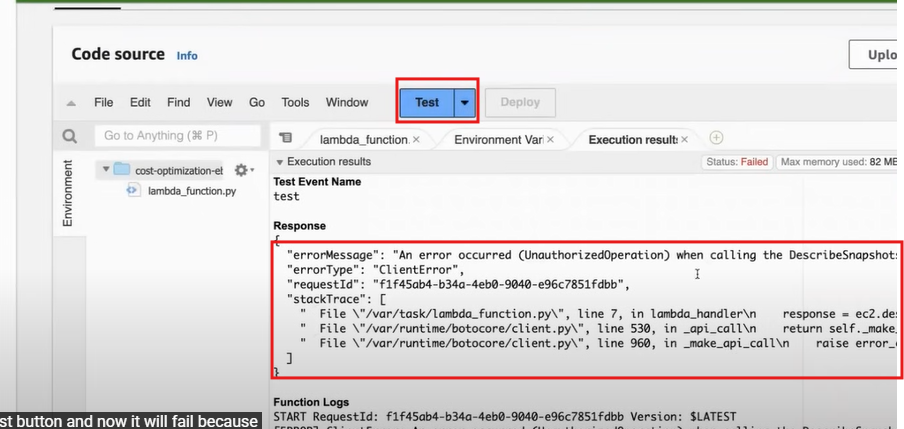 Code source Info
Uplo
File Edit Find View Go Tools Window Test Deploy
Go to Anything (⌘ P)
lambda_function. × Environment Vari × Execution result: ×
Environment
cost-optimization-el
lambda_function.py
Execution results
Status: Failed Max memory used: 82 MB
Test Event Name
test
Response
{
"errorMessage": "An error occurred (UnauthorizedOperation) when calling the DescribeSnapshots
"errorType": "ClientError",
"requestId": "f1f45ab4-b34a-4eb0-9040-e96c7851fdbb",
"stackTrace": [
" File \"/var/task/lambda_function.py\", line 7, in lambda_handler\n response = ec2.des
" File \"/var/runtime/botocore/client.py\", line 530, in _api_call\n return self._make_
" File \"/var/runtime/botocore/client.py\", line 960, in _make_api_call\n raise error_c
]
}
Function Logs
START RequestId: f1f45ab4-b34a-4eb0-9040-e96c7851fdbb Version: $LATEST
st button and now it will fail because